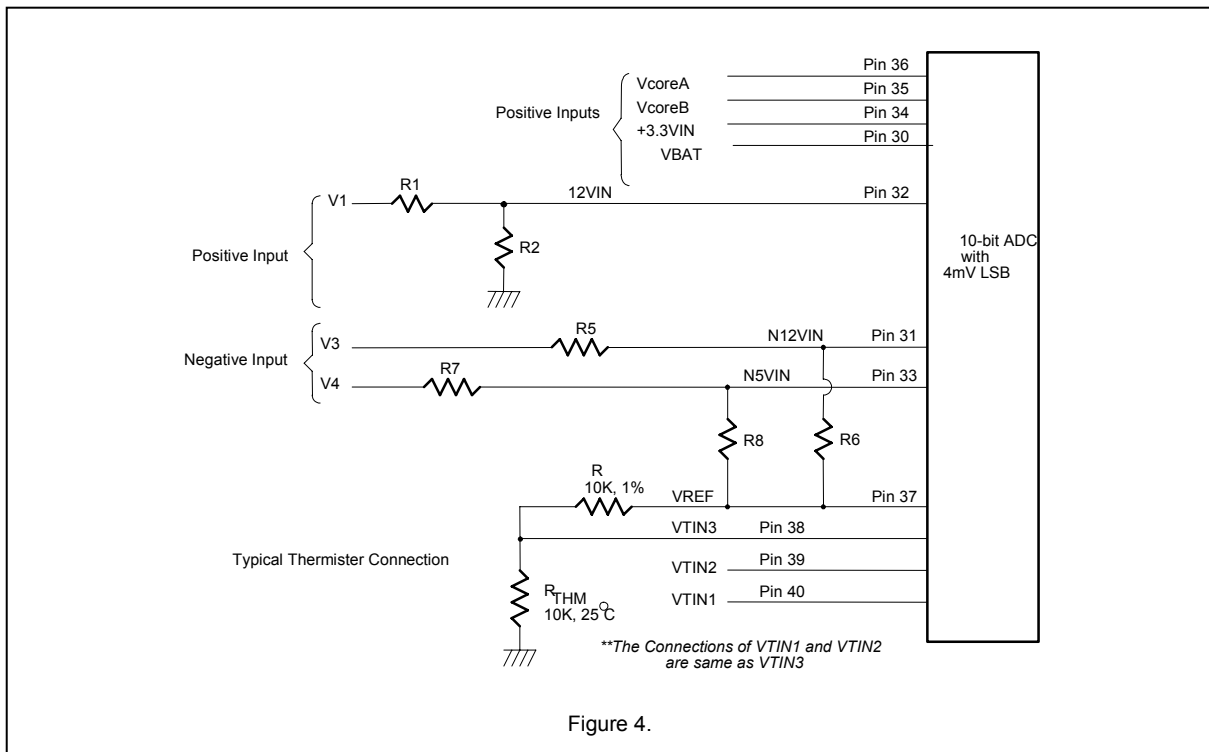 Pin 36
VcoreA
Pin 35
VcoreB
Pin 34
Positive Inputs
+3.3VIN
Pin 30
VBAT
R1
V1
12VIN
Pin 32
R2
Positive Input
10-bit ADC
with
4mV LSB
R5
V3
N12VIN
Pin 31
Negative Input
R7
V4
N5VIN
Pin 33
R8
R6
R
10K, 1%
VREF
Pin 37
VTIN3
Pin 38
Typical Thermister Connection
VTIN2
Pin 39
R THM
10K, 25°C
VTIN1
Pin 40
**The Connections of VTIN1 and VTIN2
are same as VTIN3
Figure 4.